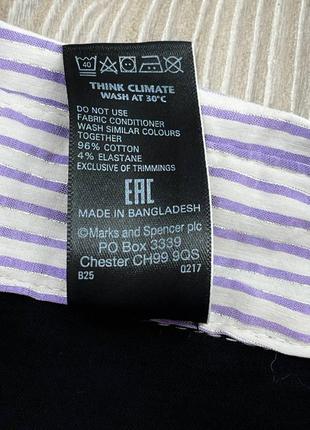 40
THINK CLIMATE
WASH AT 30°C
DO NOT USE
FABRIC CONDITIONER
WASH SIMILAR COLOURS
TOGETHER
96% COTTON
4% ELASTANE
EXCLUSIVE OF TRIMMINGS
EAC
MADE IN BANGLADESH
©Marks and Spencer plc
PO Box 3339
Chester CH99 9QS
B25 0217